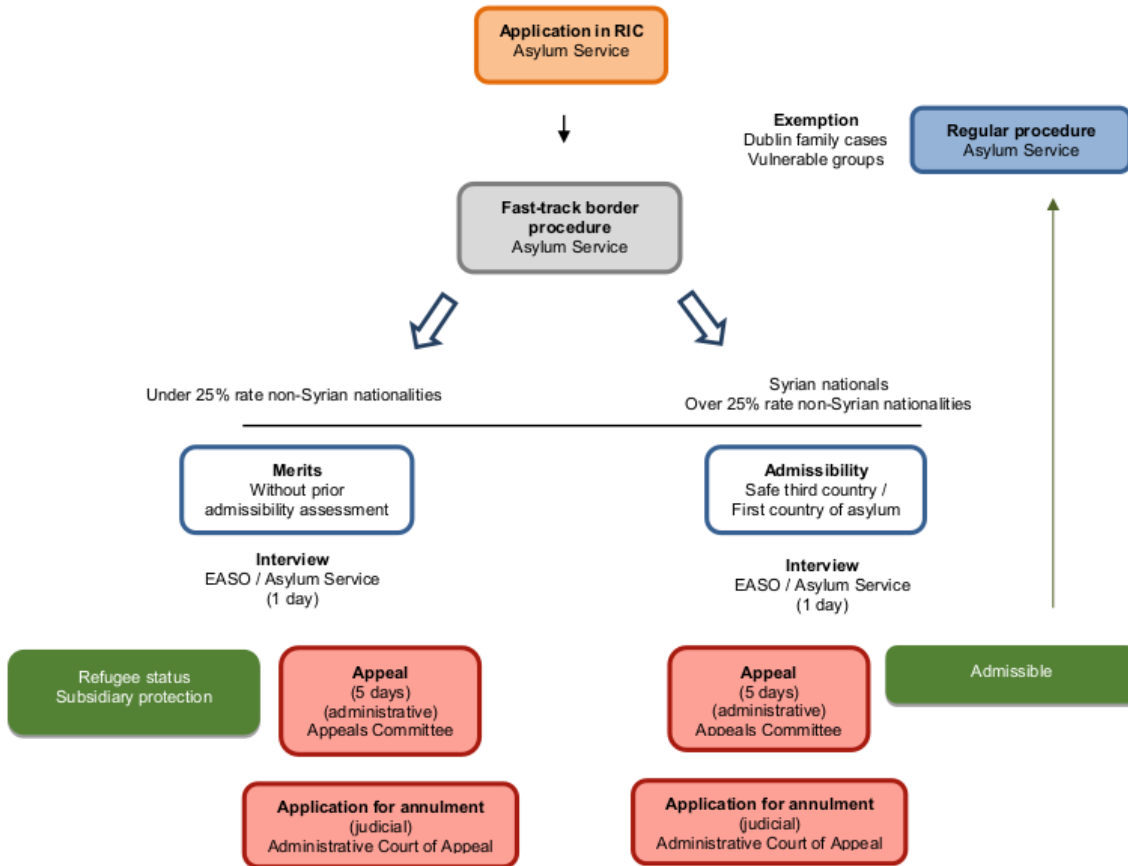 Application in RIC
Asylum Service
Exemption
Dublin family cases
Vulnerable groups
Regular procedure
Asylum Service
Fast-track border
procedure
Asylum Service
Under 25% rate non-Syrian nationalities
Syrian nationals
Over 25% rate non-Syrian nationalities
Merits
Without prior
admissibility assessment
Admissibility
Safe third country /
First country of asylum
Interview
EASO / Asylum Service
(1 day)
Interview
EASO / Asylum Service
(1 day)
Refugee status
Subsidiary protection
Appeal
(5 days)
(administrative)
Appeals Committee
Appeal
(5 days)
(administrative)
Appeals Committee
Admissible
Application for annulment
(judicial)
Administrative Court of Appeal
Application for annulment
(judicial)
Administrative Court of Appeal